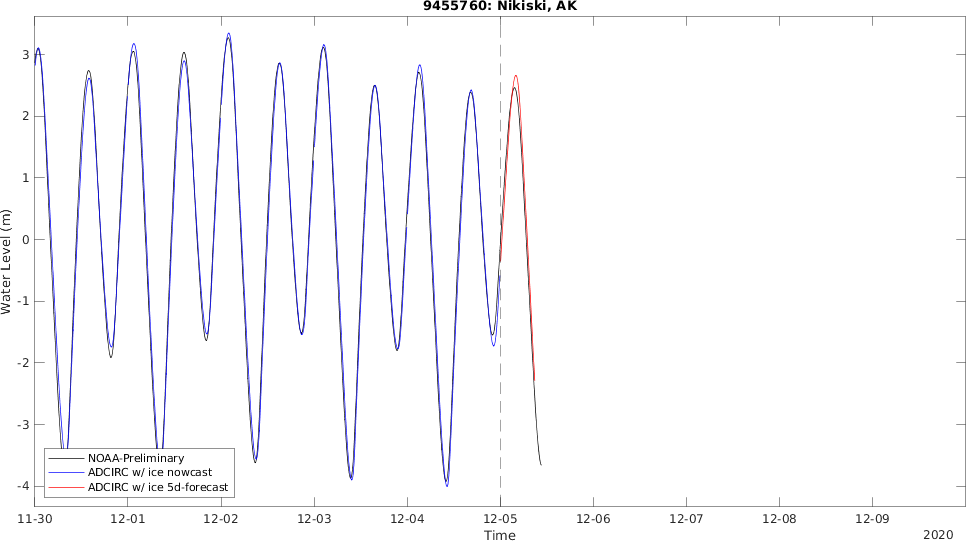 9455760: Nikiski, AK
Water Level (m)
3
2
1
0
-1
-2
-3
-4
NOAA-Preliminary
ADCIRC w/ ice nowcast
ADCIRC w/ ice 5d-forecast
11-30 12-01 12-02 12-03 12-04 12-05 12-06 12-07 12-08 12-09
Time
2020